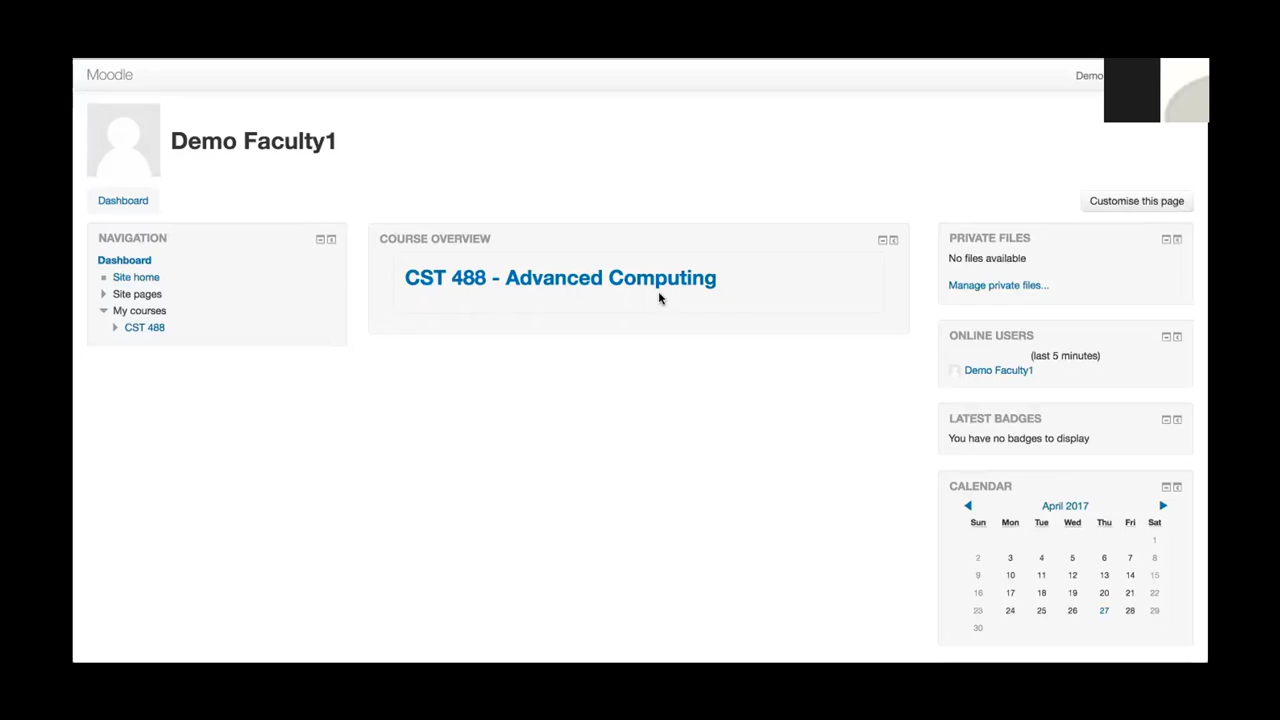 Moodle
Demo
Demo Faculty1
Dashboard
Customise this page
NAVIGATION
Dashboard
Site home
Site pages
My courses
CST 488
COURSE OVERVIEW
CST 488 - Advanced Computing
PRIVATE FILES
No files available
Manage private files...
ONLINE USERS
(last 5 minutes)
Demo Faculty1
LATEST BADGES
You have no badges to display
CALENDAR
April 2017
Sun Mon Tue Wed Thu Fri Sat
1
2 3 4 5 6 7 8
9 10 11 12 13 14 15
16 17 18 19 20 21 22
23 24 25 26 27 28 29
30